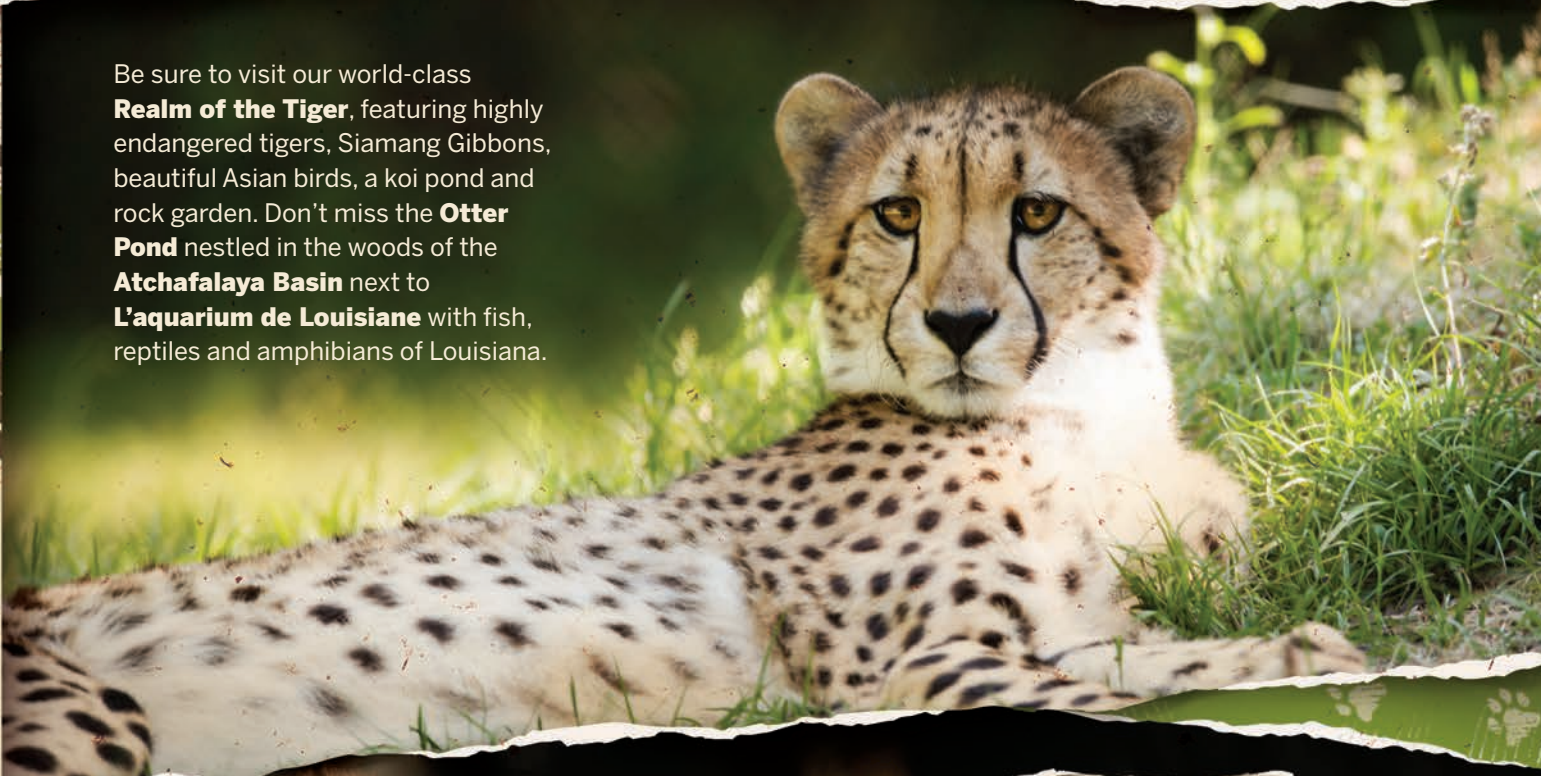 Be sure to visit our world-class
Realm of the Tiger, featuring highly
endangered tigers, Siamang Gibbons,
beautiful Asian birds, a koi pond and
rock garden. Don’t miss the Otter
Pond nestled in the woods of the
Atchafalaya Basin next to
L’aquarium de Louisiane with fish,
reptiles and amphibians of Louisiana.